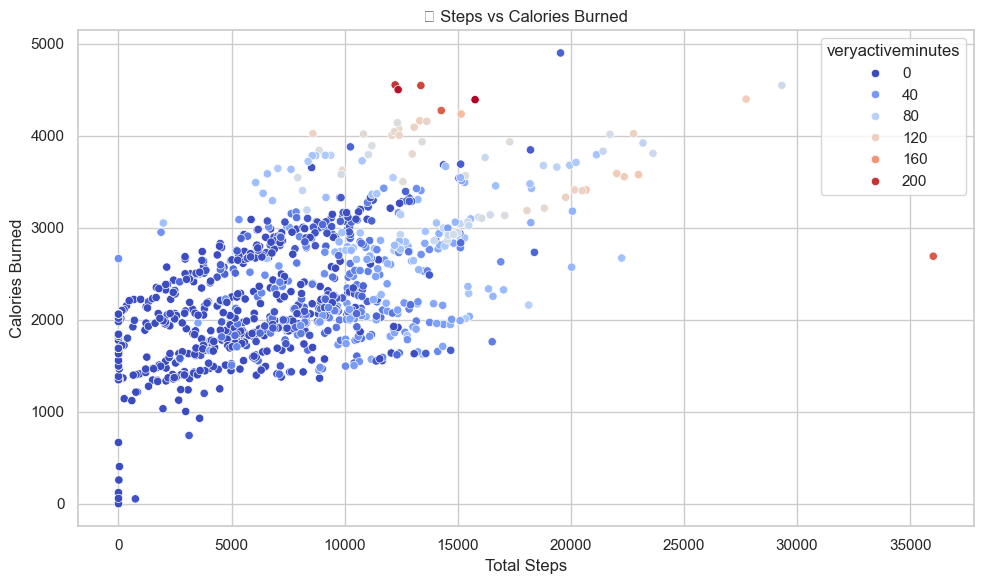 Steps vs Calories Burned
veryactiveminutes
0
40
80
120
160
200
Calories Burned
5000
4000
3000
2000
1000
0
0 5000 10000 15000 20000 25000 30000 35000
Total Steps